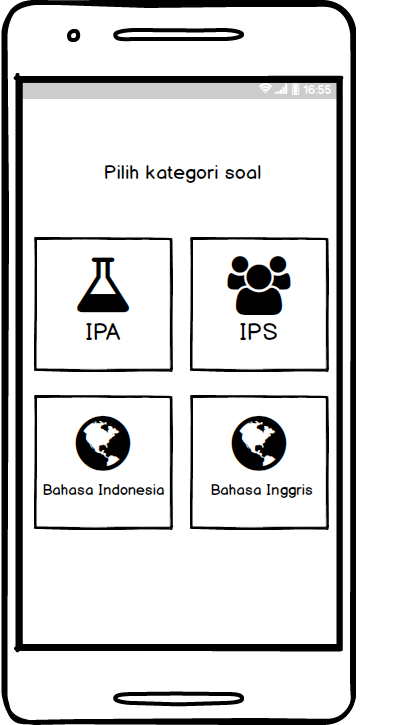 16:55
Pilih kategori soal
IPA
IPS
Bahasa Indonesia
Bahasa Inggris